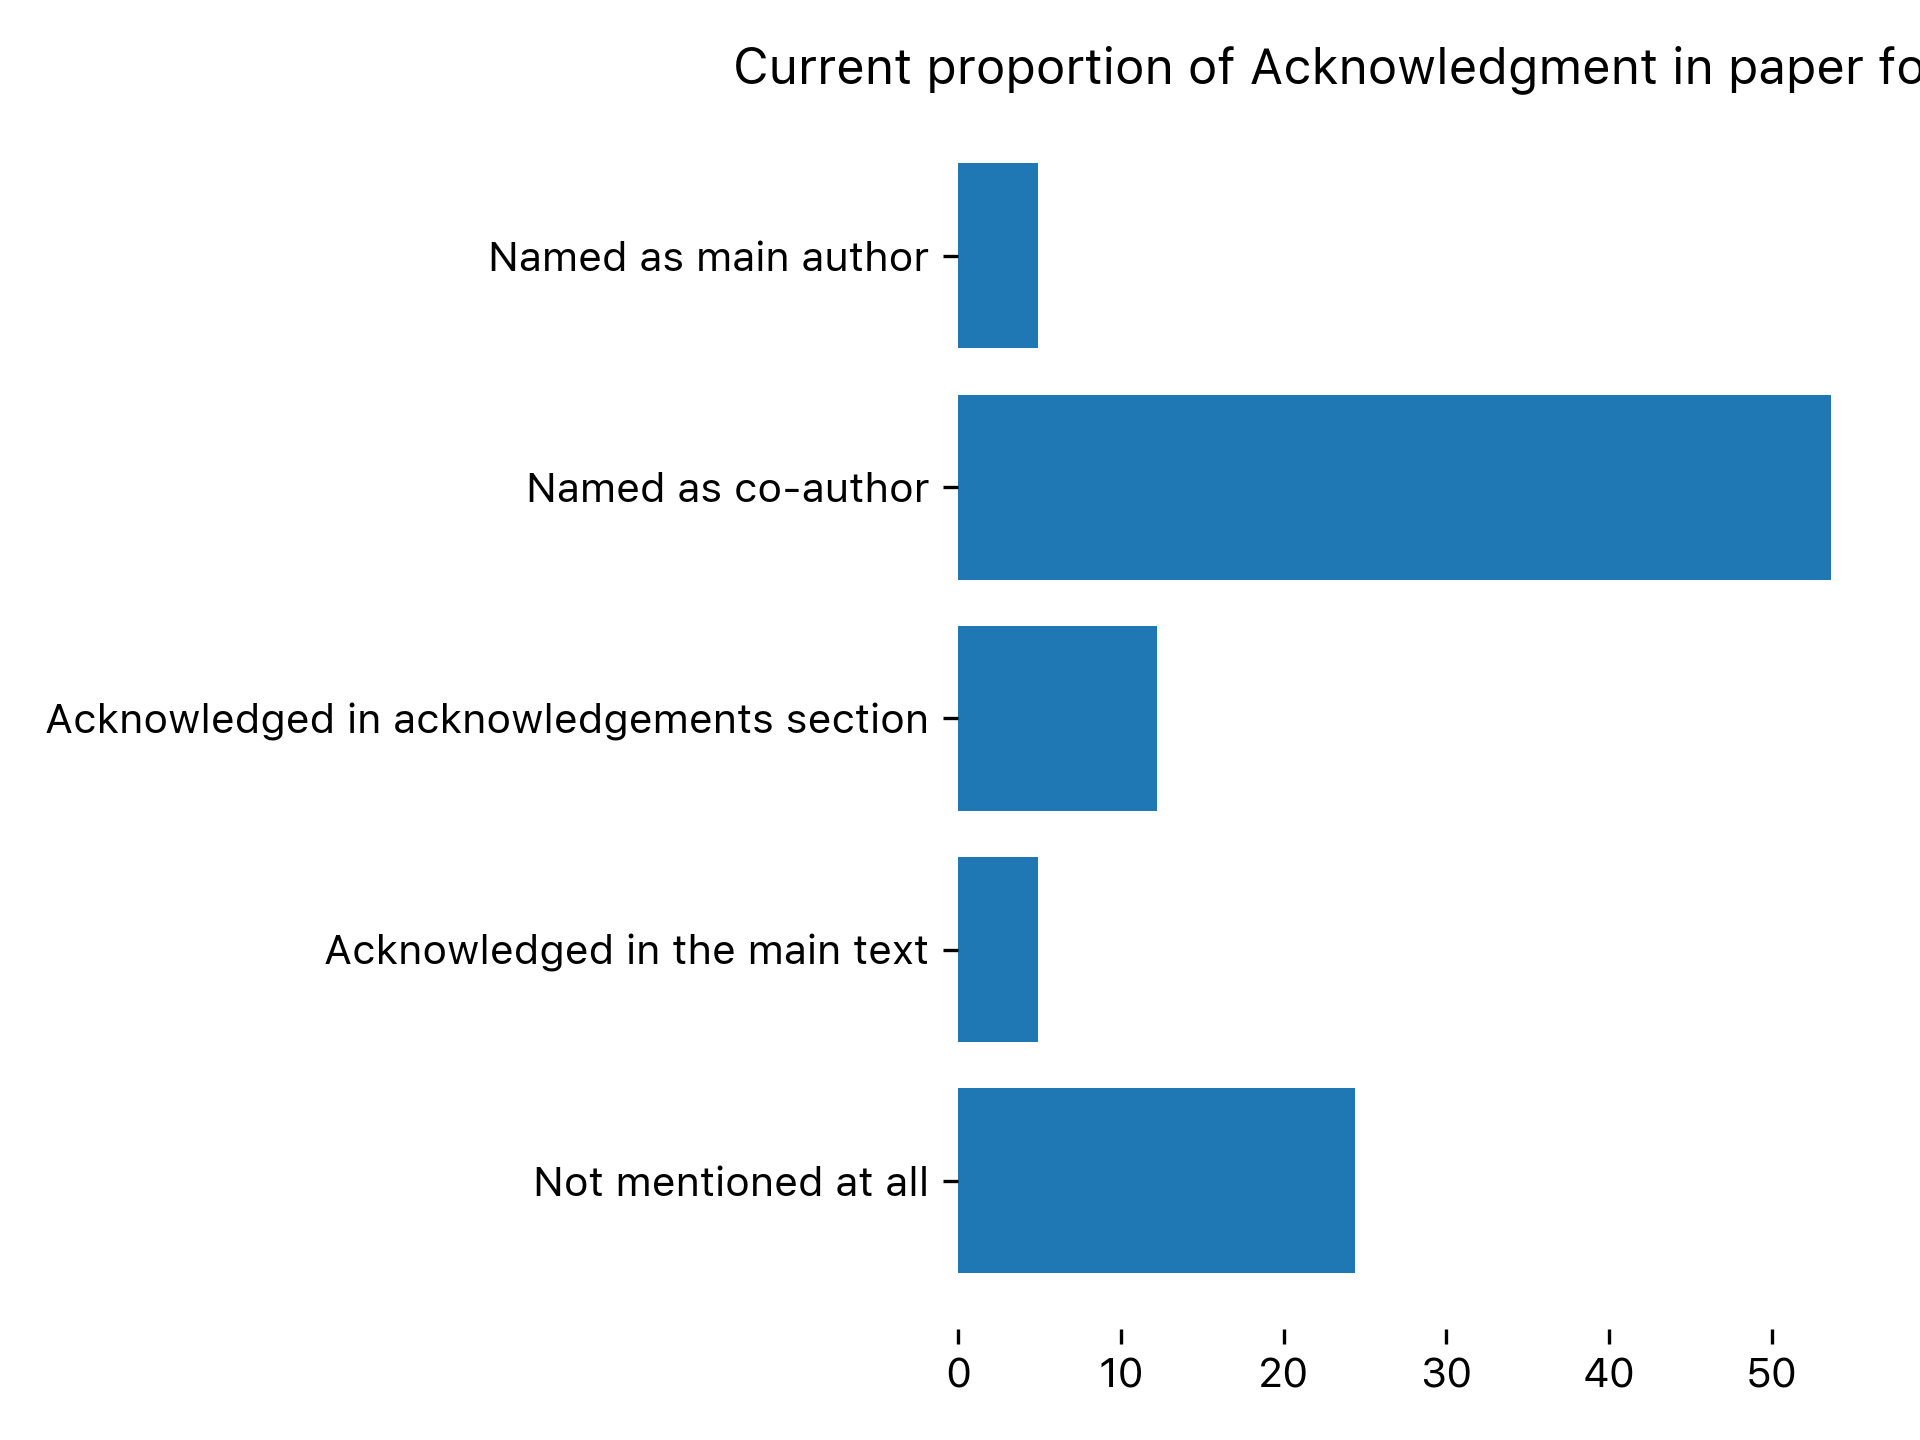 Current proportion of Acknowledgment in paper
Named as main author
Named as co-author
Acknowledged in acknowledgements section
Acknowledged in the main text
Not mentioned at all
0 10 20 30 40 50